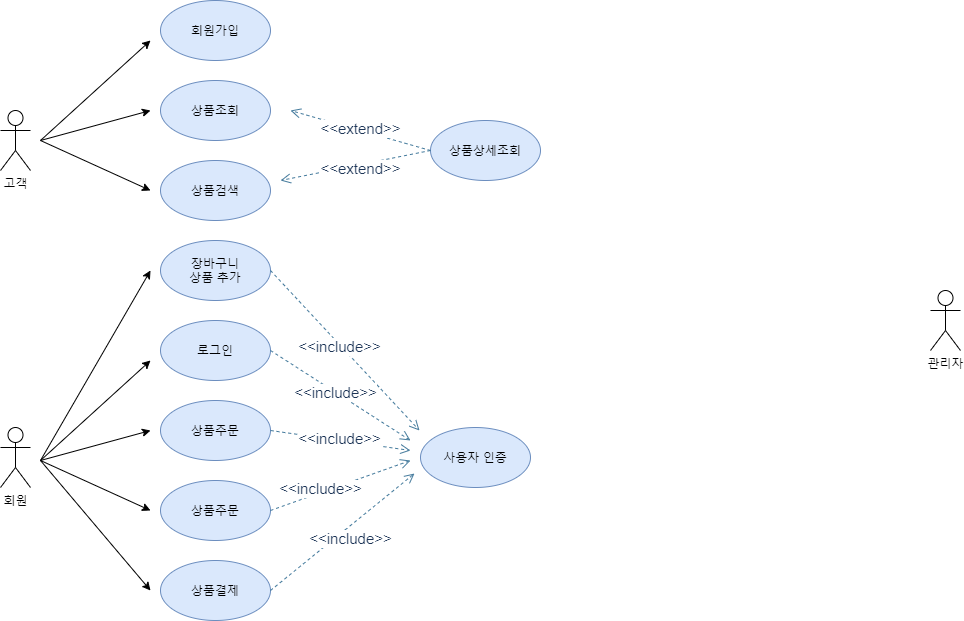 회원가입
상품조회
<<extend>>
상품상세조회
<<extend>>
고객
상품검색
장바구니
상품 추가
<<include>>
로그인
관리자
<<include>>
상품주문
<<include>>
사용자 인증
회원
<<include>>
상품주문
<<include>>
상품결제